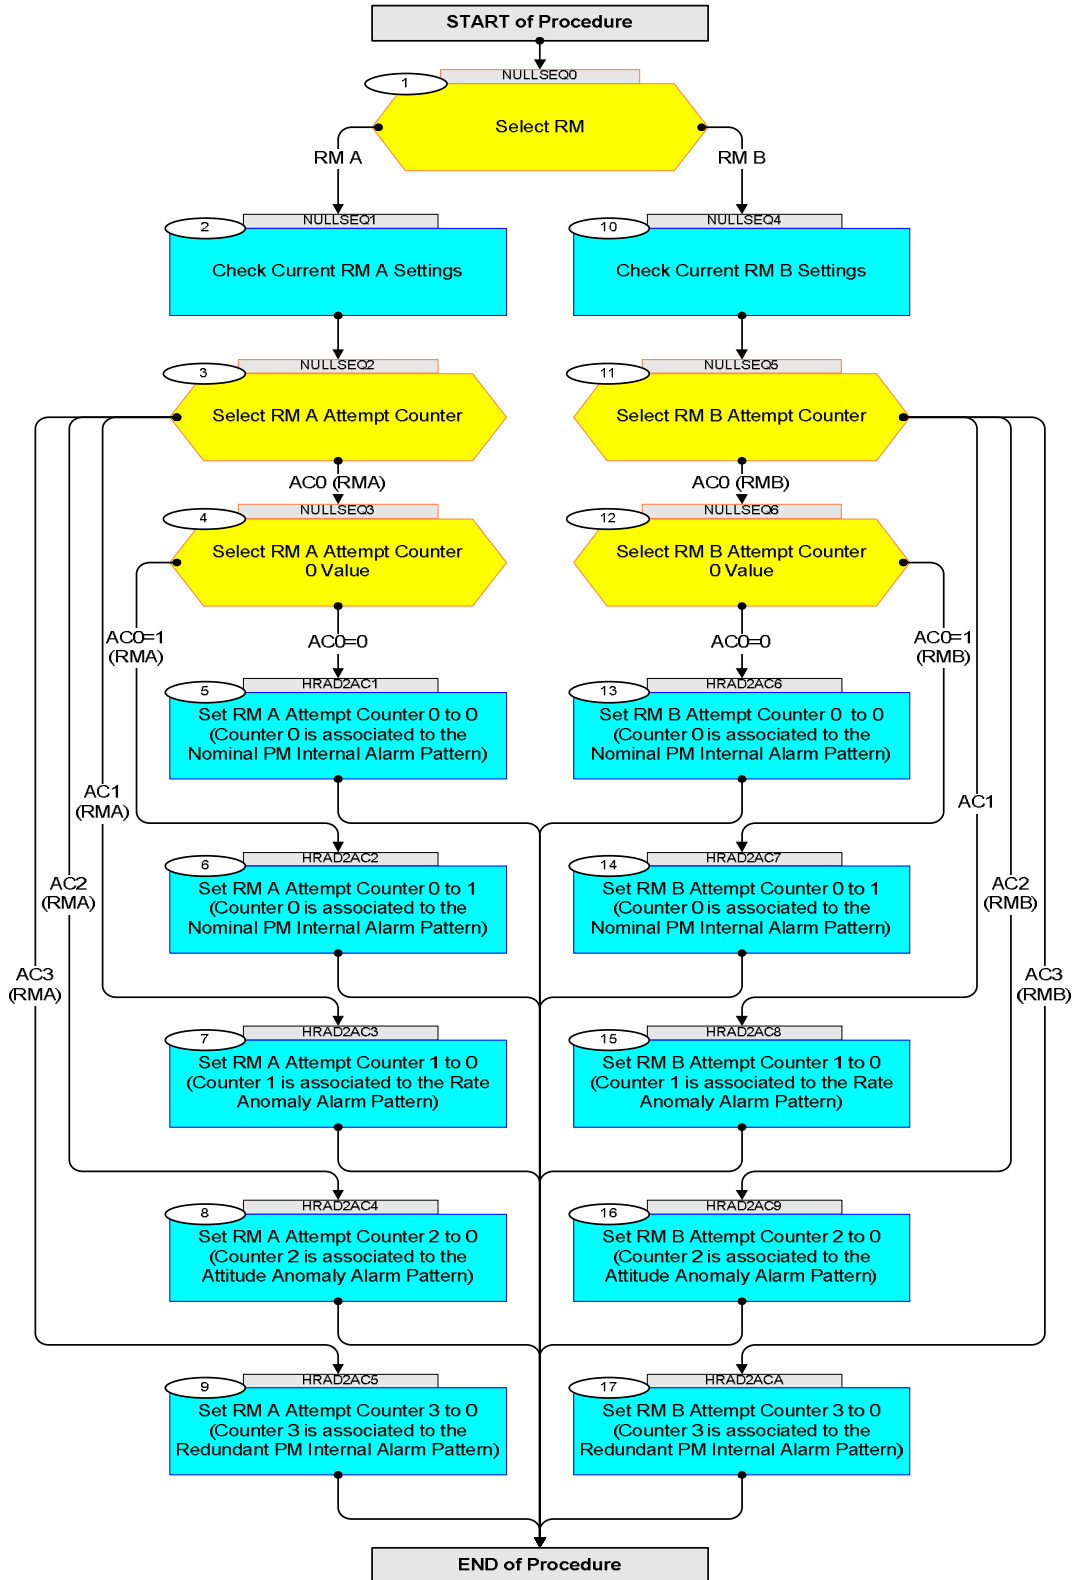 START of Procedure
NULLSEQ0
1
Select RM
RM A
RM B
NULLSEQ1
2
Check Current RM A Settings
NULLSEQ4
10
Check Current RM B Settings
NULLSEQ2
3
Select RM A Attempt Counter
NULLSEQ5
11
Select RM B Attempt Counter
AC0 (RMA)
AC0 (RMB)
NULLSEQ3
4
Select RM A Attempt Counter
0 Value
NULLSEQ6
12
Select RM B Attempt Counter
0 Value
AC0=1
(RMA)
AC0=0
AC0=0
AC0=1
(RMB)
HRAD2AC1
5
Set RM A Attempt Counter 0 to 0
(Counter 0 is associated to the
Nominal PM Internal Alarm Pattern)
HRAD2AC6
13
Set RM B Attempt Counter 0 to 0
(Counter 0 is associated to the
Nominal PM Internal Alarm Pattern)
AC1
(RMA)
AC1
HRAD2AC2
6
Set RM A Attempt Counter 0 to 1
(Counter 0 is associated to the
Nominal PM Internal Alarm Pattern)
HRAD2AC7
14
Set RM B Attempt Counter 0 to 1
(Counter 0 is associated to the
Nominal PM Internal Alarm Pattern)
AC2
(RMA)
AC2
(RMB)
AC3
(RMA)
AC3
(RMB)
HRAD2AC3
7
Set RM A Attempt Counter 1 to 0
(Counter 1 is associated to the Rate
Anomaly Alarm Pattern)
HRAD2AC8
15
Set RM B Attempt Counter 1 to 0
(Counter 1 is associated to the Rate
Anomaly Alarm Pattern)
HRAD2AC4
8
Set RM A Attempt Counter 2 to 0
(Counter 2 is associated to the
Attitude Anomaly Alarm Pattern)
HRAD2AC9
16
Set RM B Attempt Counter 2 to 0
(Counter 2 is associated to the
Attitude Anomaly Alarm Pattern)
HRAD2AC5
9
Set RM A Attempt Counter 3 to 0
(Counter 3 is associated to the
Redundant PM Internal Alarm Pattern)
HRAD2ACA
17
Set RM B Attempt Counter 3 to 0
(Counter 3 is associated to the
Redundant PM Internal Alarm Pattern)
END of Procedure